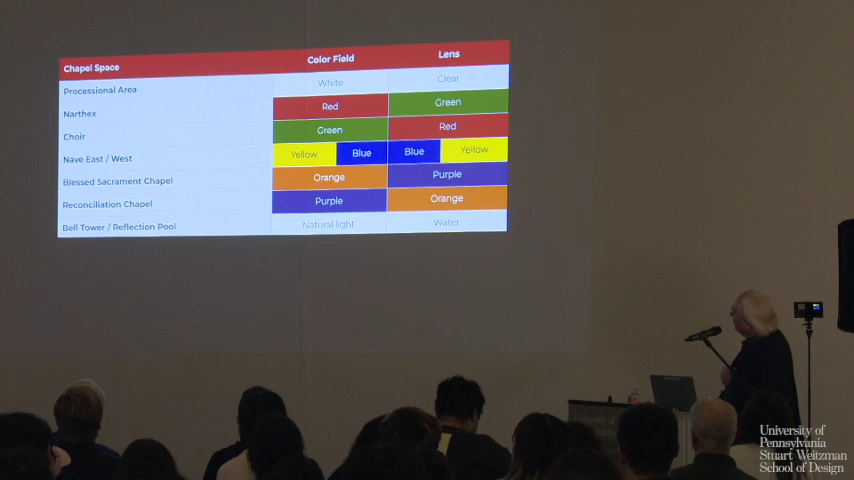 Chapel Space Color Field Lens
Processional Area White Clear
Narthex Red Green
Choir Green Red
Nave East / West Yellow Blue Blue Yellow
Blessed Sacrament Chapel Orange Purple
Reconciliation Chapel Purple Orange
Bell Tower / Reflection Pool Natural light Water
University of
Pennsylvania
Stuart Weitzman
School of Design